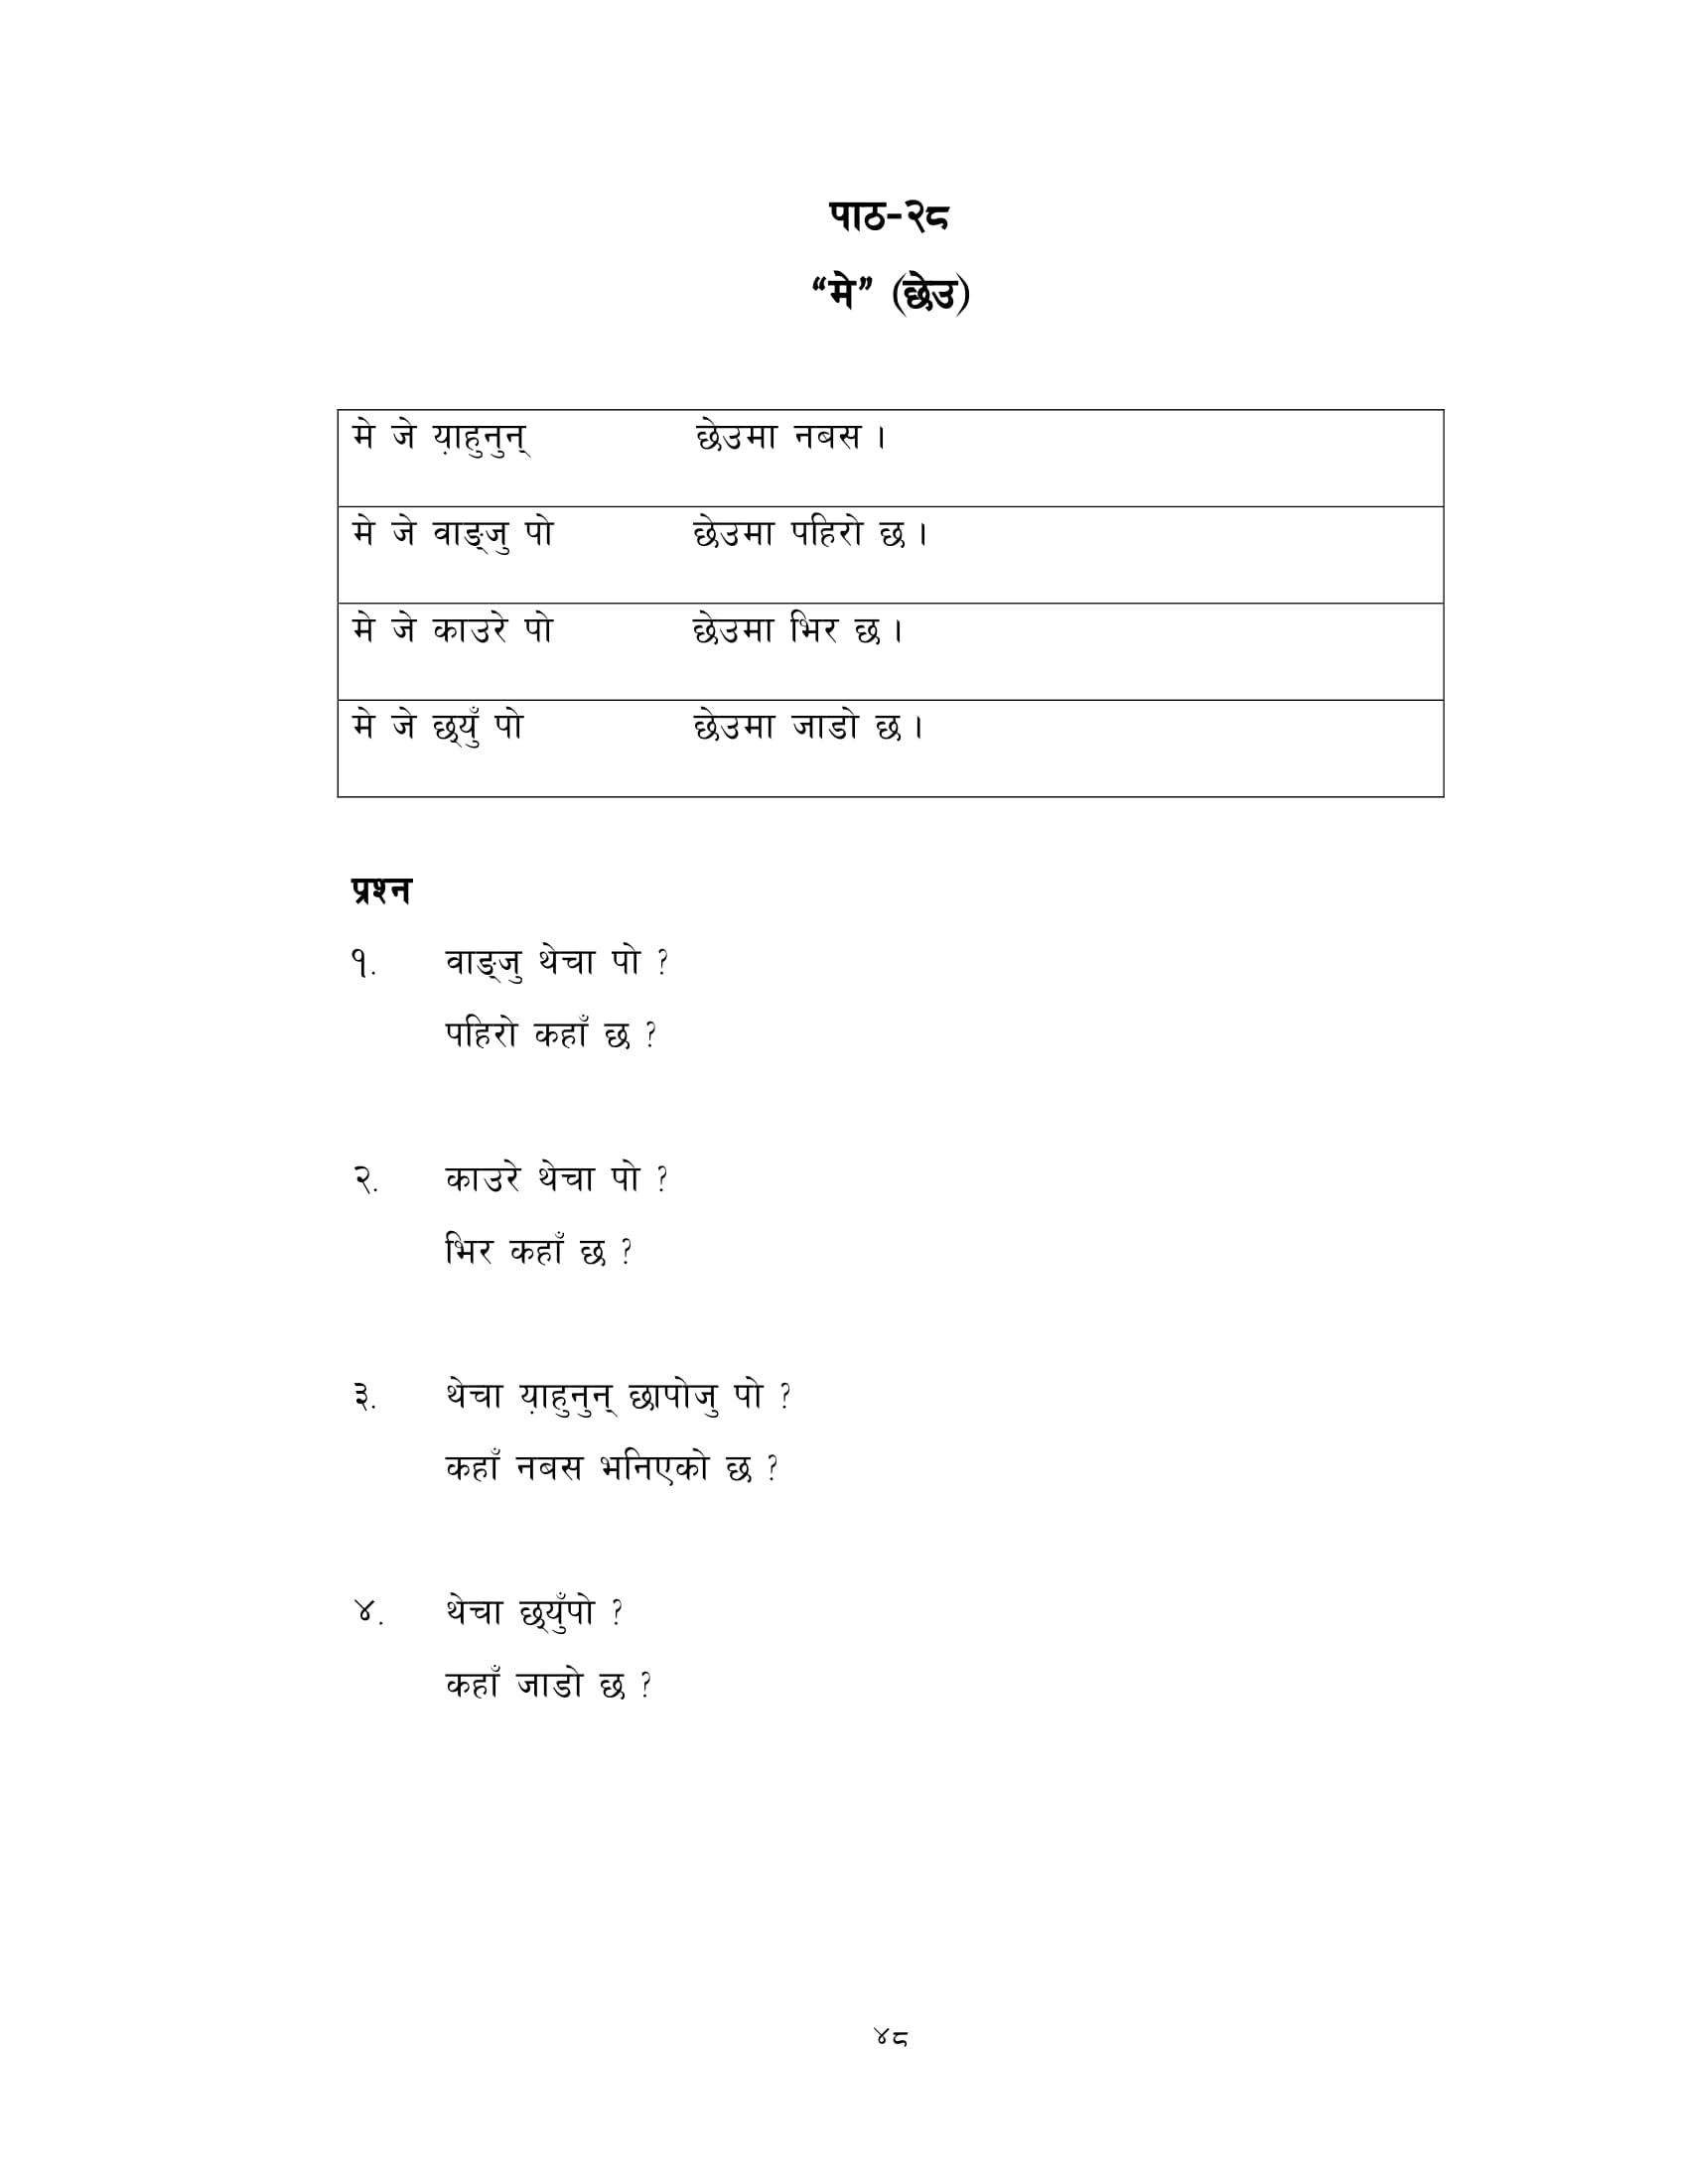 पाठ-२८
“मे” (छेउ)
मे जे य़ाहुनुन् छेउमा नबस ।
मे जे वाङ्जु पो छेउमा पहिरो छ ।
मे जे काउरे पो छेउमा भिर छ ।
मे जे छ्युँ पो छेउमा जाडो छ ।
प्रश्न
१. वाङ्जु थेचा पो ?
पहिरो कहाँ छ ?
२. काउरे थेचा पो ?
भिर कहाँ छ ?
३. थेचा य़ाहुनुन् छापोजु पो ?
कहाँ नबस भनिएको छ ?
४. थेचा छ्युँपो ?
कहाँ जाडो छ ?
४८